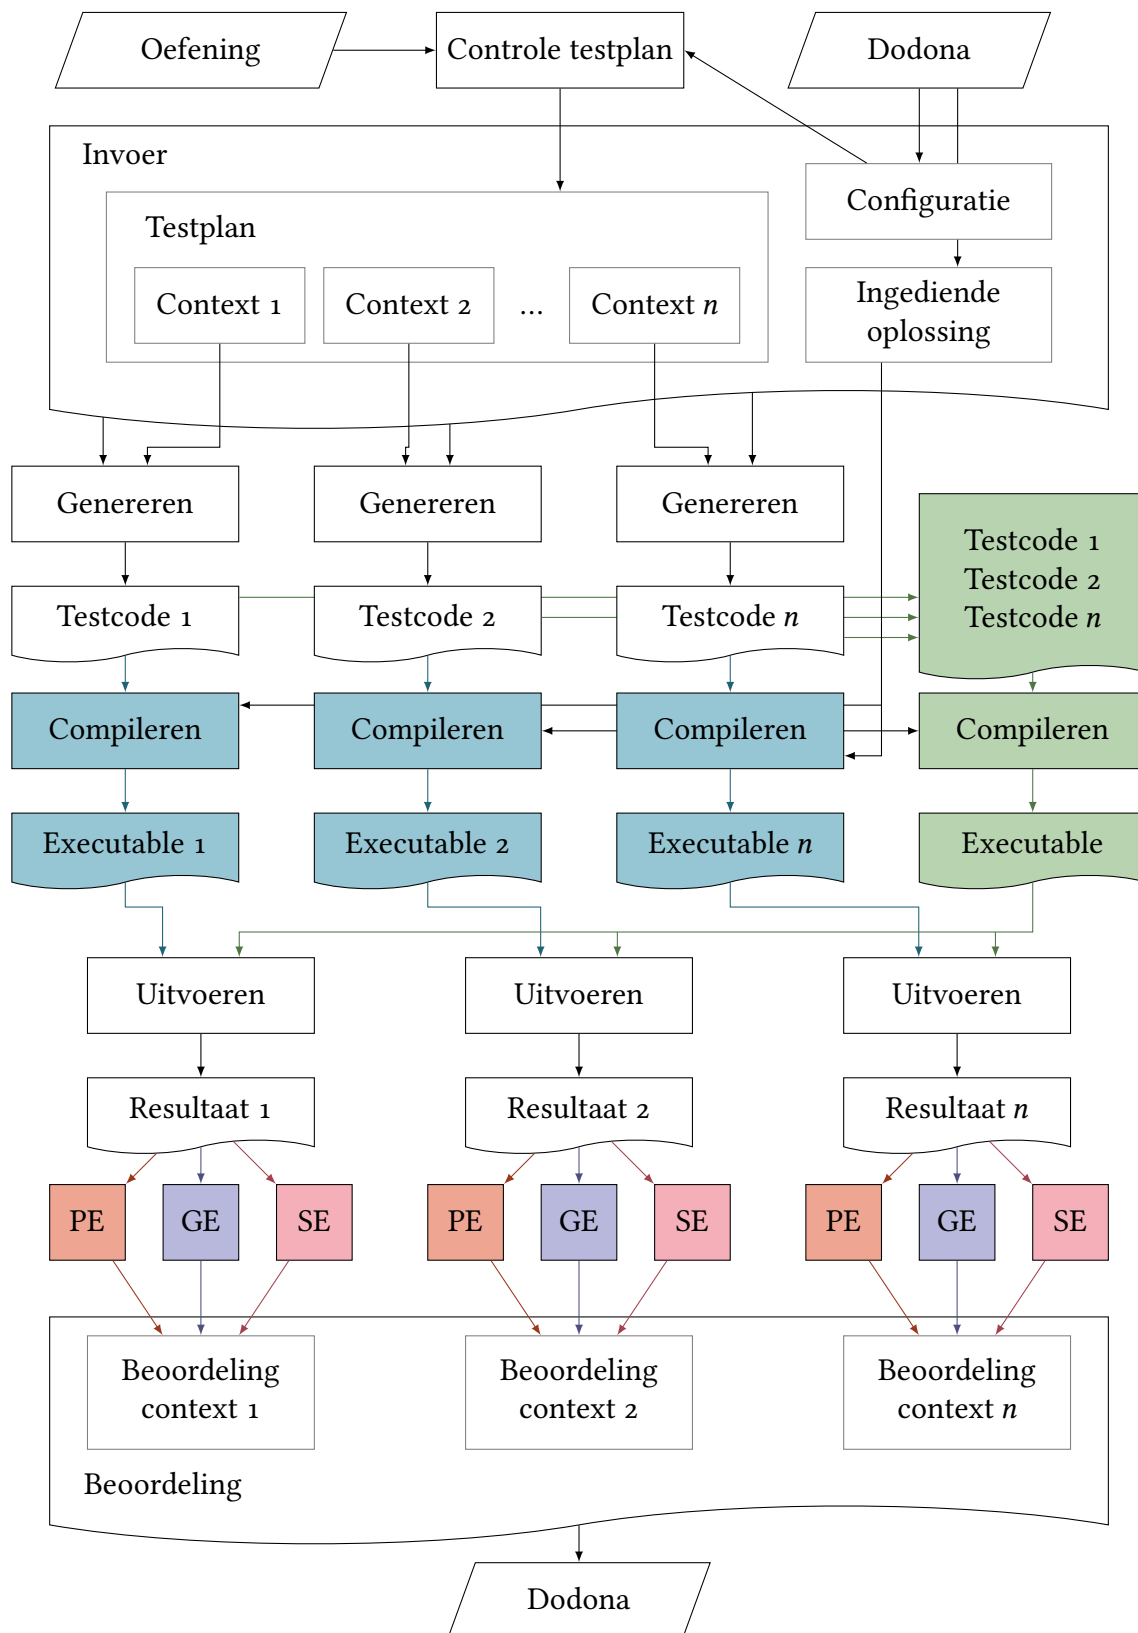 Oefening
Controle testplan
Dodona
Invoer
Configuratie
Testplan
Context 1
Context 2
...
Context n
Ingediende
oplossing
Genereren
Genereren
Genereren
Testcode 1
Testcode 2
Testcode n
Testcode 1
Testcode 2
Testcode n
Compileren
Compileren
Compileren
Compileren
Executable 1
Executable 2
Executable n
Executable
Uitvoeren
Uitvoeren
Uitvoeren
Resultaat 1
Resultaat 2
Resultaat n
PE
GE
SE
PE
GE
SE
PE
GE
SE
Beoordeling
context 1
Beoordeling
context 2
Beoordeling
context n
Beoordeling
Dodona